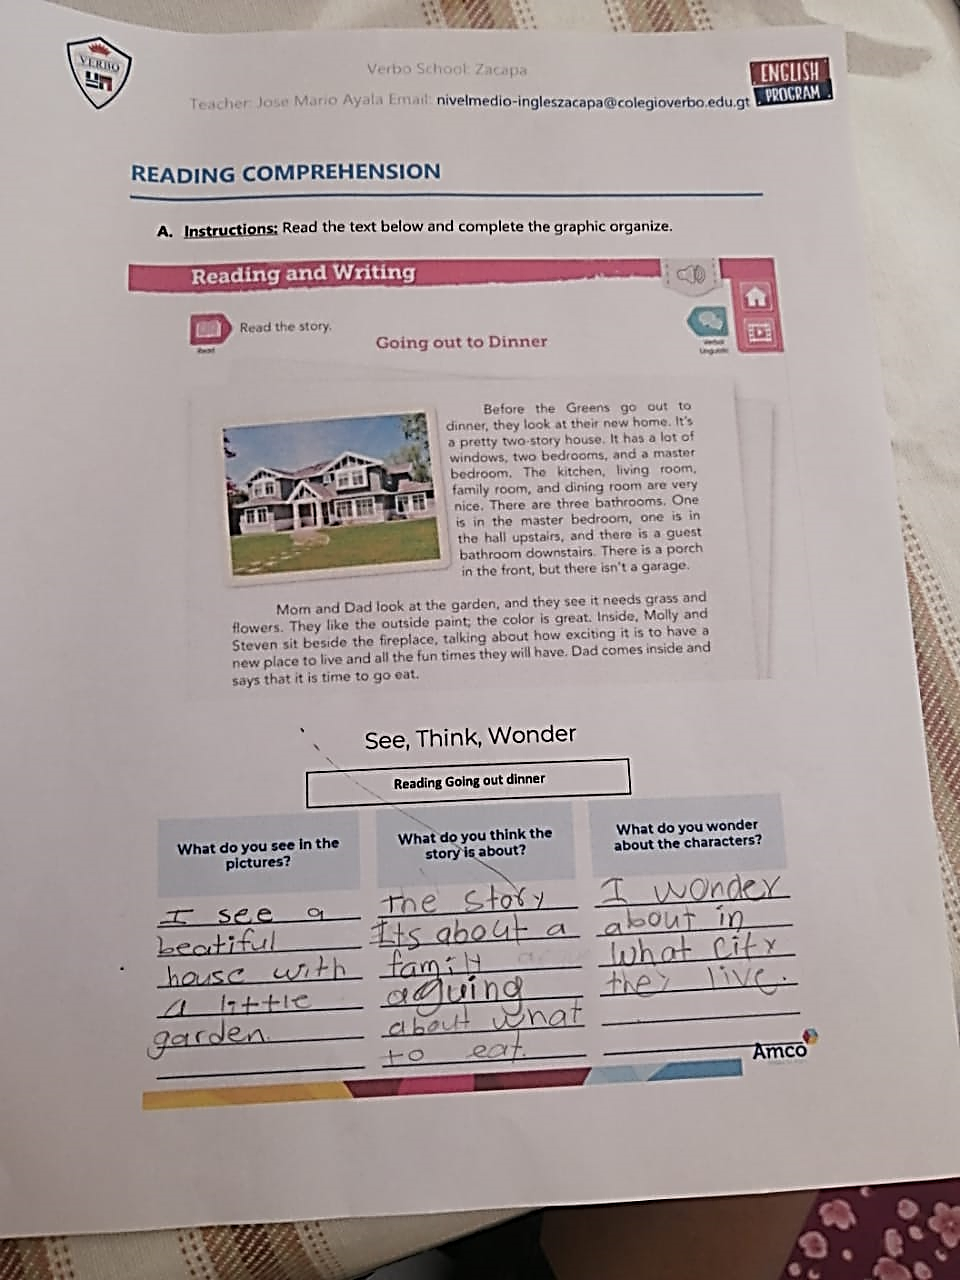 VERBO
Verbo School: Zacapa
ENGLISH
PROGRAM
Teacher: Jose Mario Ayala Email: nivelmedio-ingleszacapa@colegioverbo.edu.gt
READING COMPREHENSION
A. Instructions: Read the text below and complete the graphic organize.
Reading and Writing
Read
Read the story.
Verbal
Linguistic
Going out to Dinner
Before the Greens go out to
dinner, they look at their new home. It's
a pretty two-story house. It has a lot of
windows, two bedrooms, and a master
bedroom. The kitchen, living room,
family room, and dining room are very
nice. There are three bathrooms. One
is in the master bedroom, one is in
the hall upstairs, and there is a guest
bathroom downstairs. There is a porch
in the front, but there isn't a garage.
Mom and Dad look at the garden, and they see it needs grass and
flowers. They like the outside paint; the color is great. Inside, Molly and
Steven sit beside the fireplace, talking about how exciting it is to have a
new place to live and all the fun times they will have. Dad comes inside and
says that it is time to go eat.
See, Think, Wonder
Reading Going out dinner
What do you see in the
pictures?
I see a
beatiful
house with
a little
garden.
What do you think the
story is about?
the story
Its about a
family
aguing
about what
to eat.
What do you wonder
about the characters?
I wonder
about in
what city
they live.
Amco